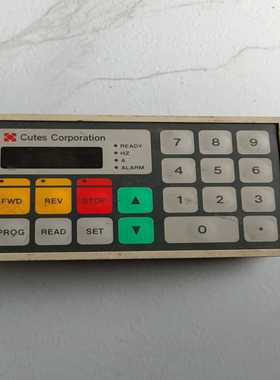 Cutes Corporation
READY
HZ
A
ALARM
7 8 9
4 5 6
FWD REV STOP ▲
1 2 3
PROG READ SET ▼
0 •